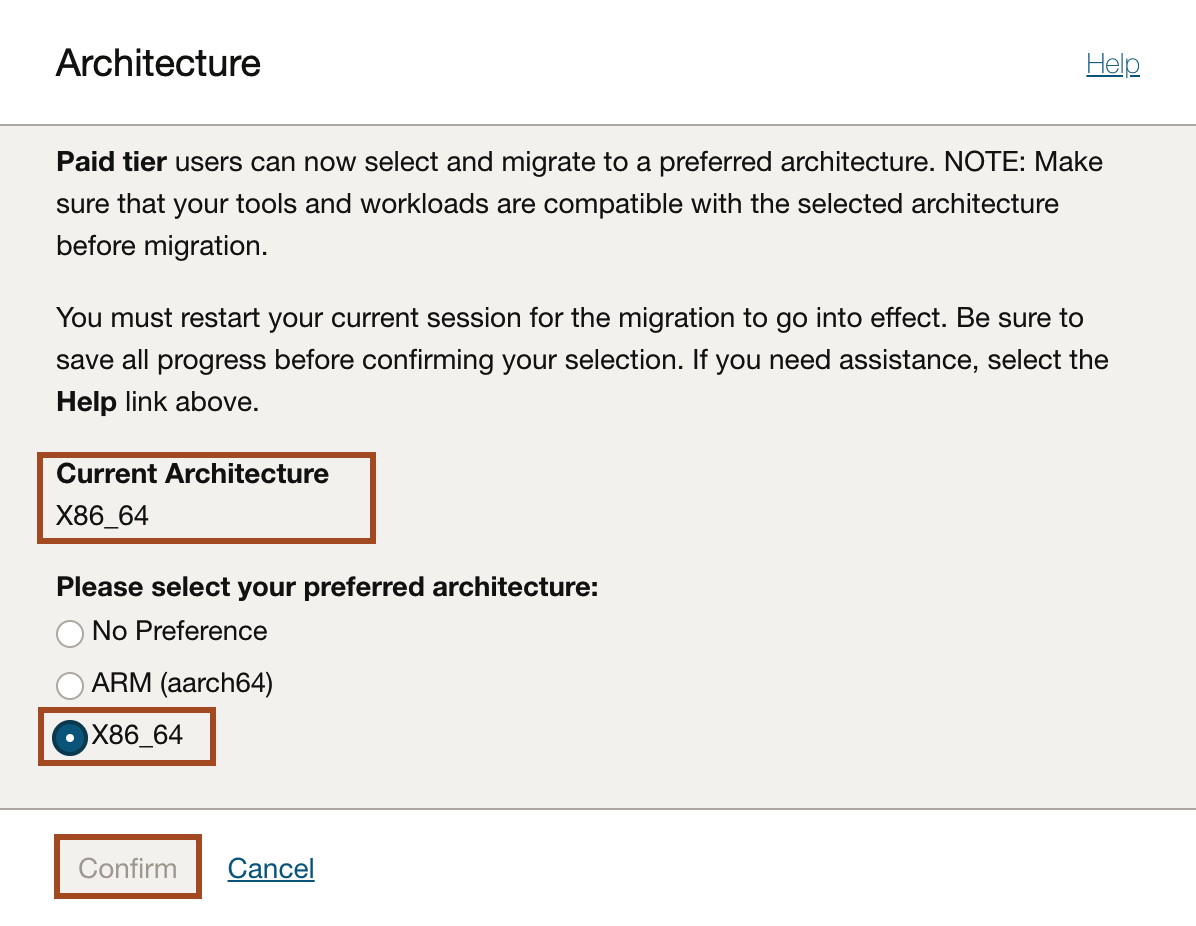 Architecture
Help
Paid tier users can now select and migrate to a preferred architecture. NOTE: Make
sure that your tools and workloads are compatible with the selected architecture
before migration.
You must restart your current session for the migration to go into effect. Be sure to
save all progress before confirming your selection. If you need assistance, select the
Help link above.
Current Architecture
X86_64
Please select your preferred architecture:
No Preference
ARM (aarch64)
X86_64
Confirm
Cancel